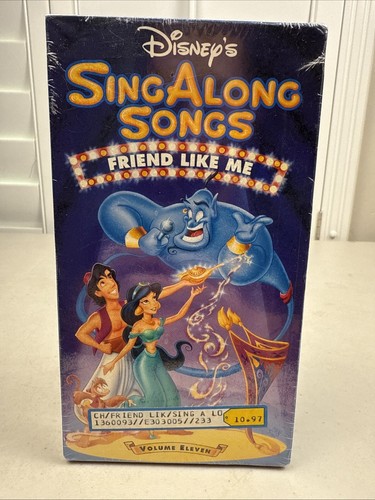 Disney's
SING ALONG
SONGS
FRIEND LIKE ME
CH/FRIEND LIK/SING A LO
1360093//E303005//233
10.97
VOLUME ELEVEN